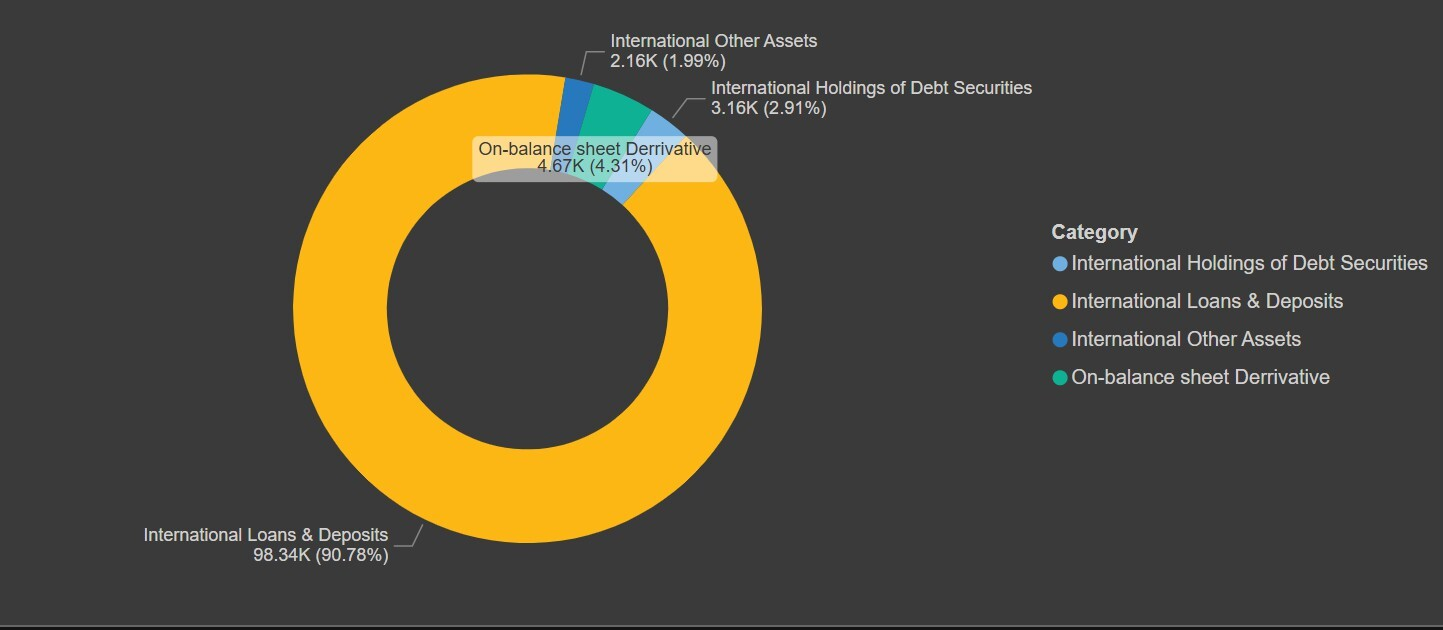 International Other Assets
2.16K (1.99%)
International Holdings of Debt Securities
3.16K (2.91%)
On-balance sheet Derrivative
4.67K (4.31%)
International Loans & Deposits
98.34K (90.78%)
Category
International Holdings of Debt Securities
International Loans & Deposits
International Other Assets
On-balance sheet Derrivative